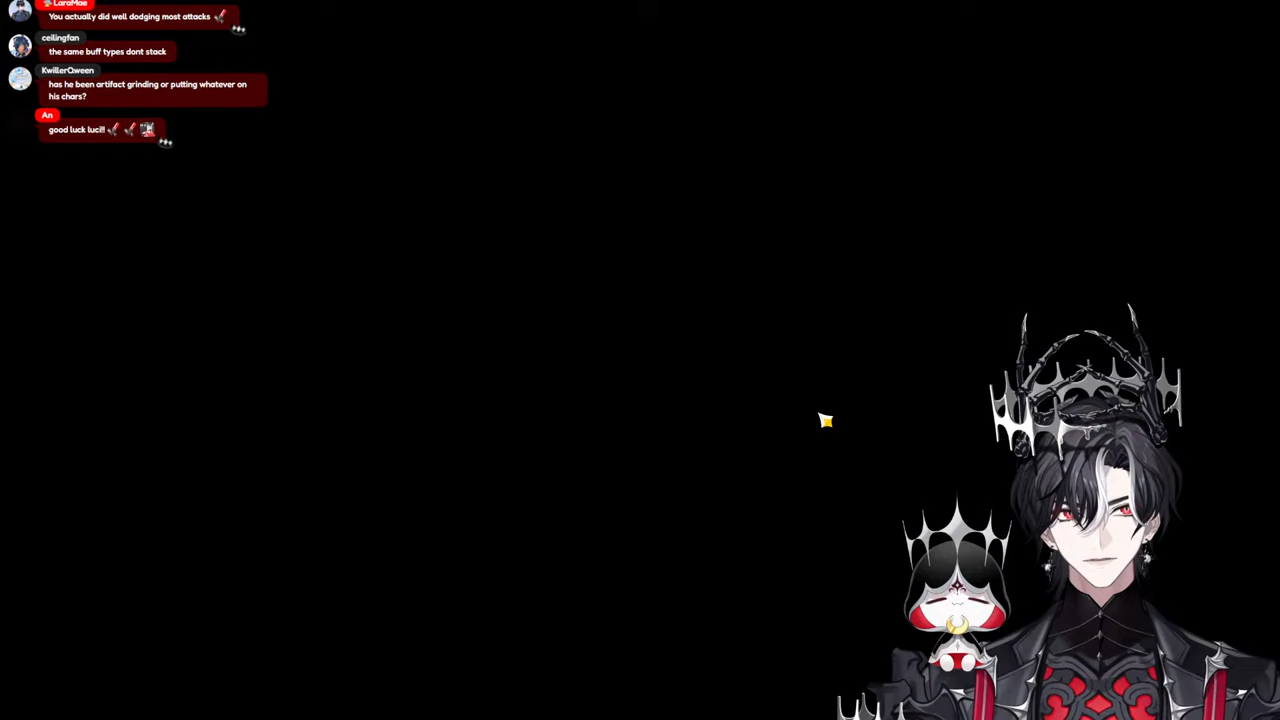 LaraMae
You actually did well dodging most attacks
ceilingfan
the same buff types dont stack
KwillerQween
has he been artifact grinding or putting whatever on
his chars?
An
good luck luci!!